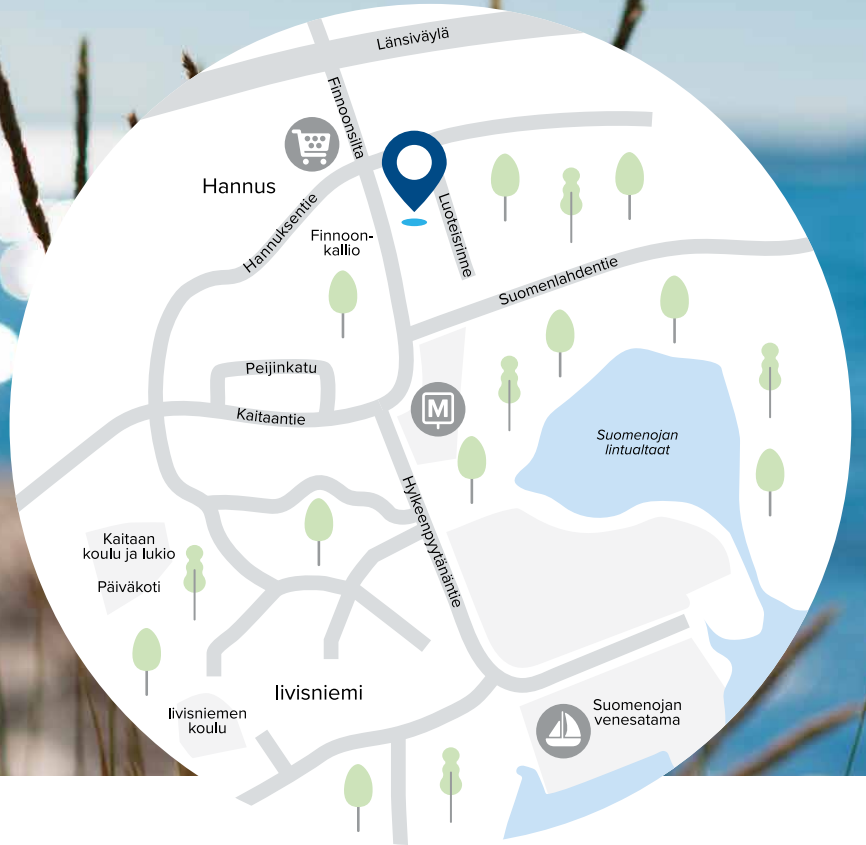 Länsiväylä
Finnoonsilta
Hannus
Hannuksentie
Finnoon-
kallio
Luoteisrinne
Suomenlahdentie
Peijinkatu
Kaitaantie
M
Suomenojan
lintualtaat
Hylkeenpyytänäntie
Kaitaan
koulu ja lukio
Päiväkoti
Iivisniemi
Iivisniemen
koulu
Suomenojan
venesatama